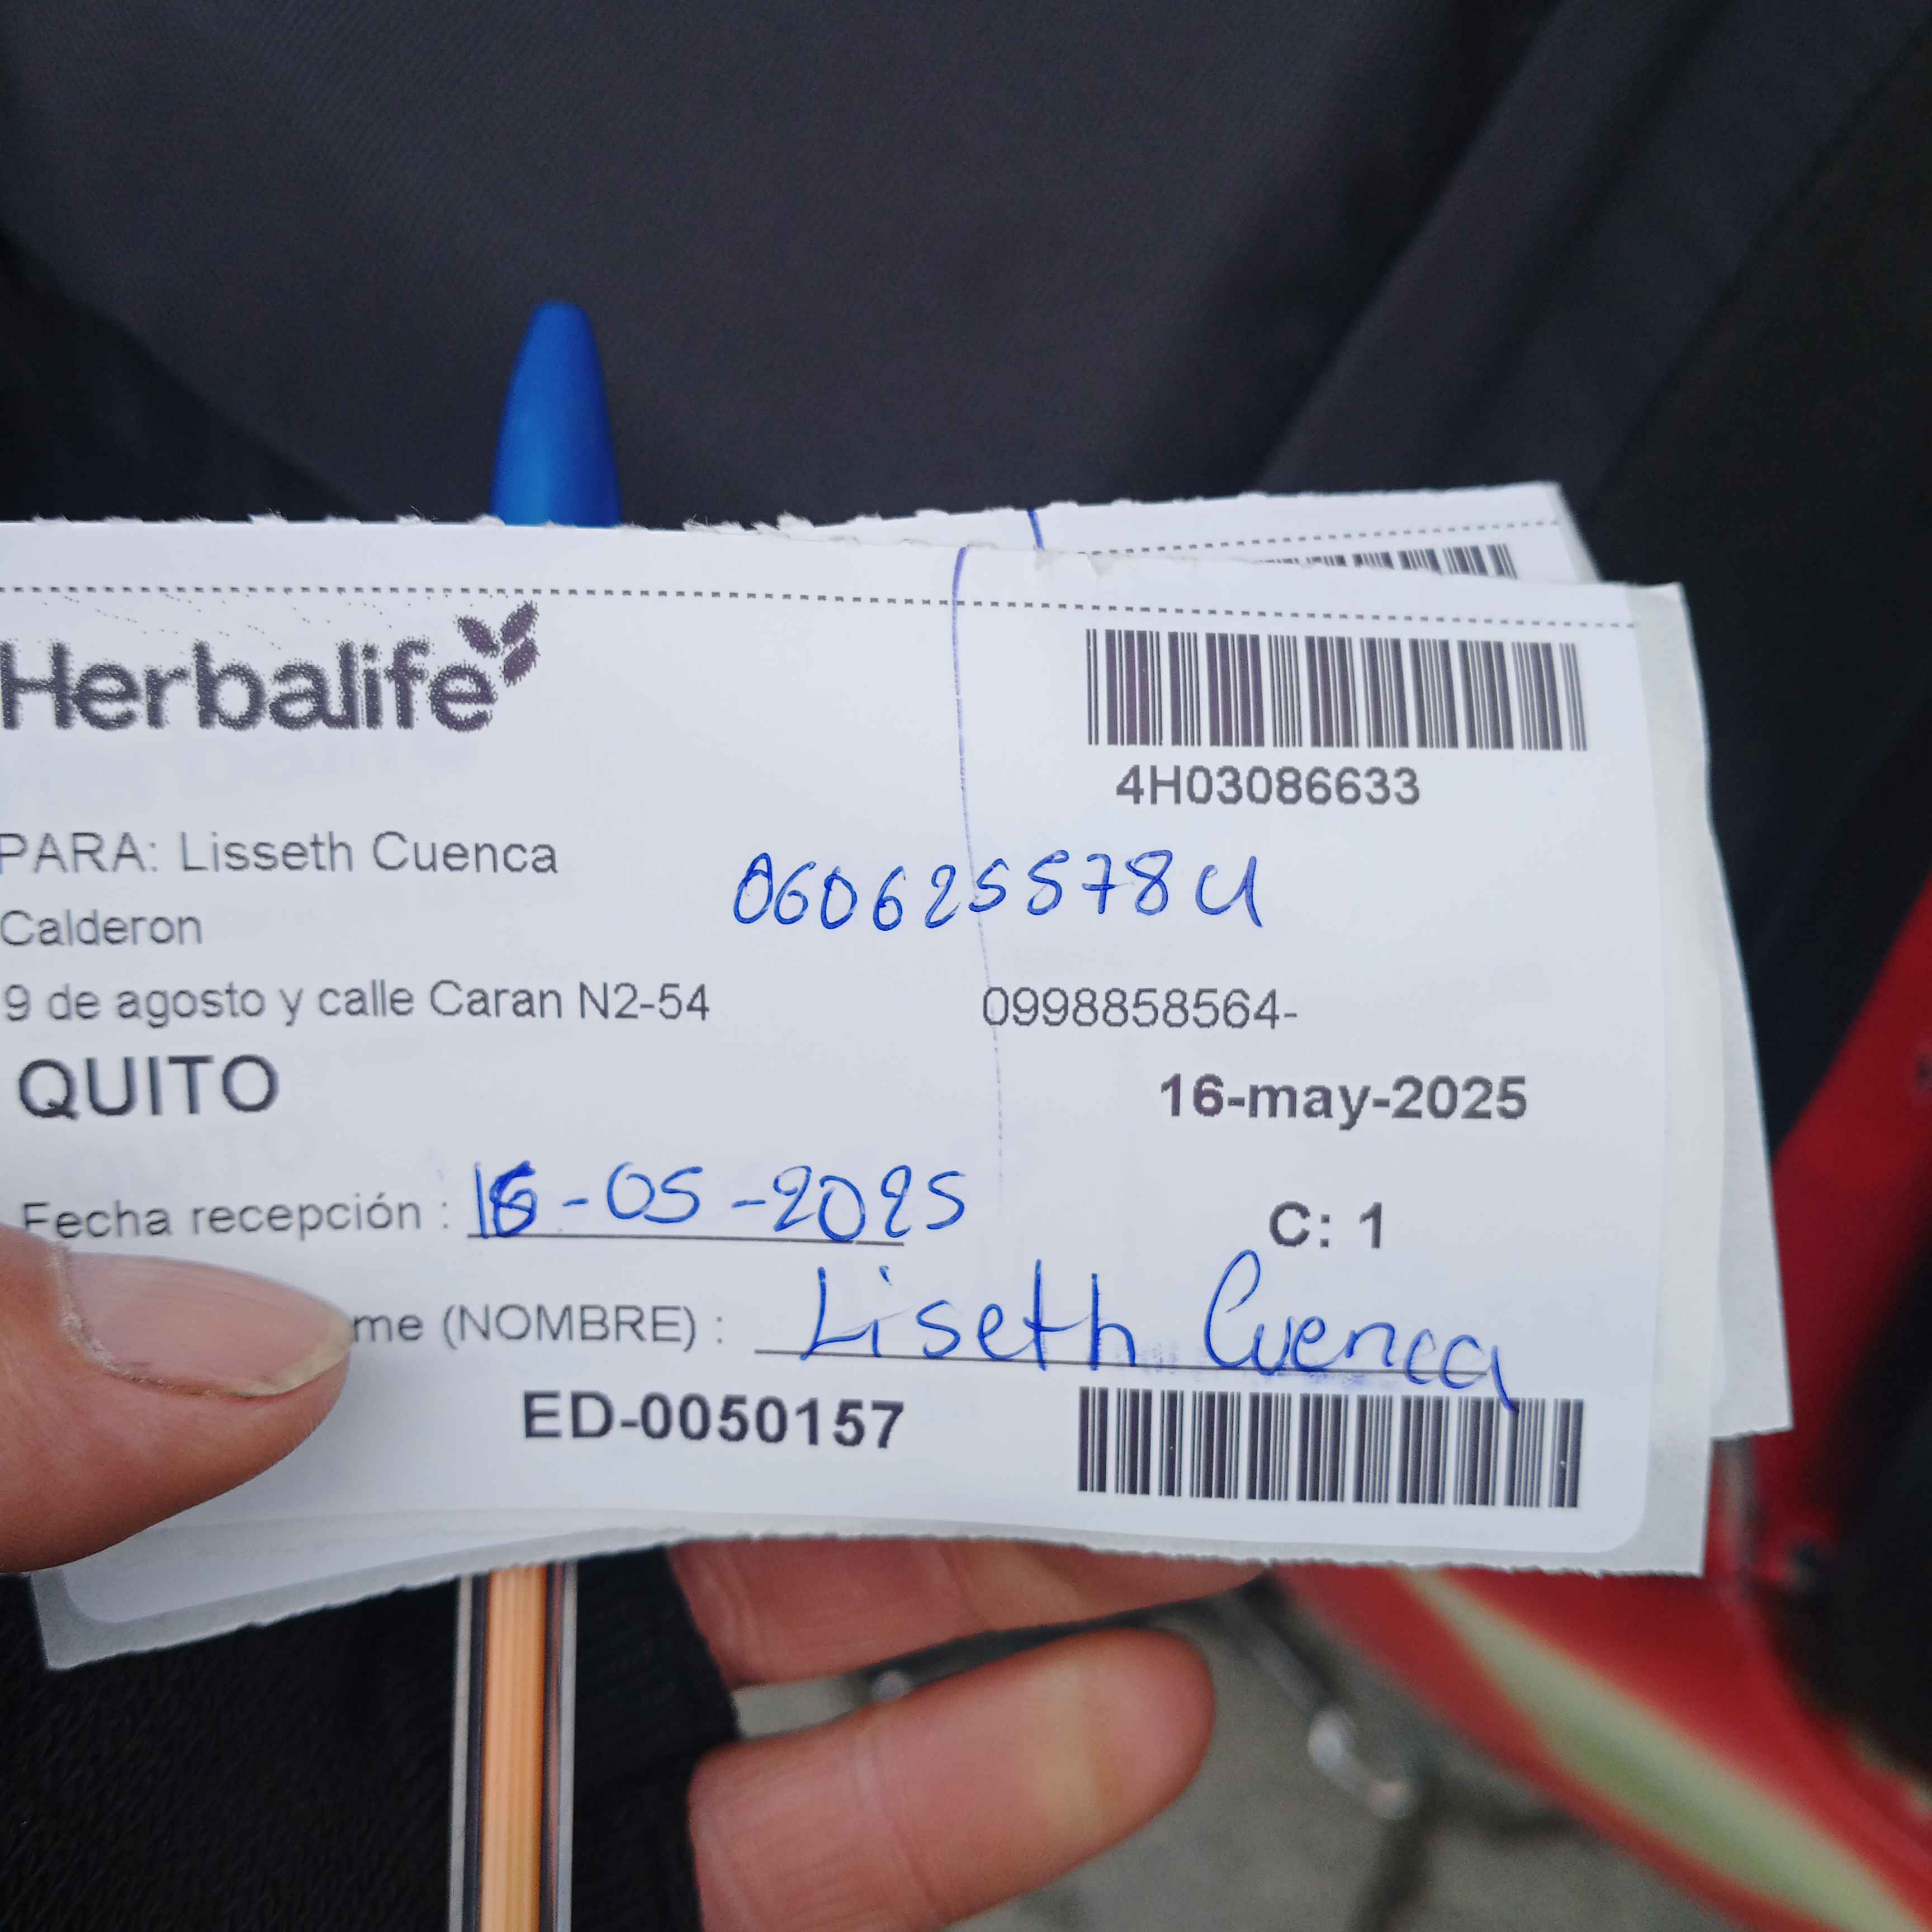 Herbalife
4H03086633
PARA: Lisseth Cuenca
Calderon
0606255784
9 de agosto y calle Caran N2-54
0998858564-
QUITO
16-may-2025
Fecha recepción : 16-05-2025
C: 1
me (NOMBRE) : Liseth Cuenca
ED-0050157